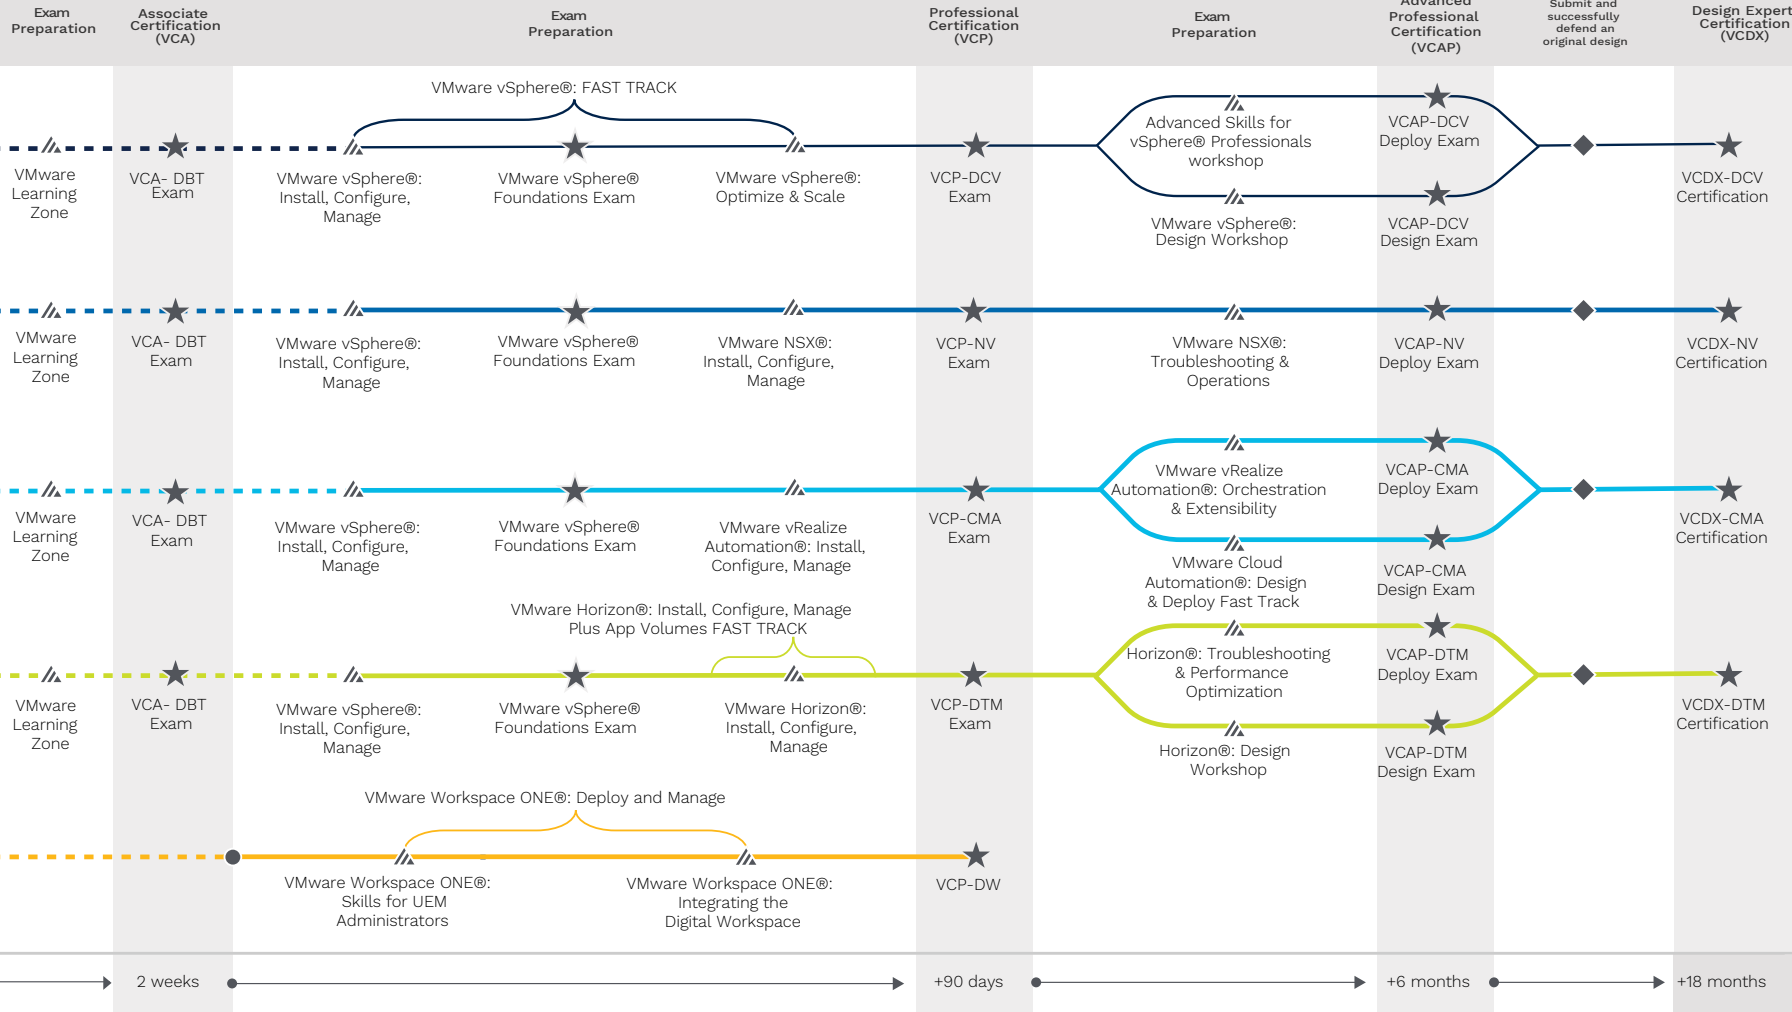 Exam
Preparation
Associate
Certification
(VCA)
Exam
Preparation
Professional
Certification
(VCP)
Exam
Preparation
Advanced
Professional
Certification
(VCAP)
Submit and
successfully
defend an
original design
Design Expert
Certification
(VCDX)
VMware vSphere®: FAST TRACK
VMware
Learning
Zone
VCA- DBT
Exam
VMware vSphere®:
Install, Configure,
Manage
VMware vSphere®
Foundations Exam
VMware vSphere®:
Optimize & Scale
VCP-DCV
Exam
Advanced Skills for
vSphere® Professionals
workshop
VMware vSphere®:
Design Workshop
VCAP-DCV
Deploy Exam
VCAP-DCV
Design Exam
VCDX-DCV
Certification
VMware
Learning
Zone
VCA- DBT
Exam
VMware vSphere®:
Install, Configure,
Manage
VMware vSphere®
Foundations Exam
VMware NSX®:
Install, Configure,
Manage
VCP-NV
Exam
VMware NSX®:
Troubleshooting &
Operations
VCAP-NV
Deploy Exam
VCDX-NV
Certification
VMware
Learning
Zone
VCA- DBT
Exam
VMware vSphere®:
Install, Configure,
Manage
VMware vSphere®
Foundations Exam
VMware vRealize
Automation®: Install,
Configure, Manage
VCP-CMA
Exam
VMware vRealize
Automation®: Orchestration
& Extensibility
VMware Cloud
Automation®: Design
& Deploy Fast Track
VCAP-CMA
Deploy Exam
VCAP-CMA
Design Exam
VCDX-CMA
Certification
VMware Horizon®: Install, Configure, Manage
Plus App Volumes FAST TRACK
VMware
Learning
Zone
VCA- DBT
Exam
VMware vSphere®:
Install, Configure,
Manage
VMware vSphere®
Foundations Exam
VMware Horizon®:
Install, Configure,
Manage
VCP-DTM
Exam
Horizon®: Troubleshooting
& Performance
Optimization
Horizon®: Design
Workshop
VCAP-DTM
Deploy Exam
VCAP-DTM
Design Exam
VCDX-DTM
Certification
VMware Workspace ONE®: Deploy and Manage
VMware Workspace ONE®:
Skills for UEM
Administrators
VMware Workspace ONE®:
Integrating the
Digital Workspace
VCP-DW
2 weeks
+90 days
+6 months
+18 months